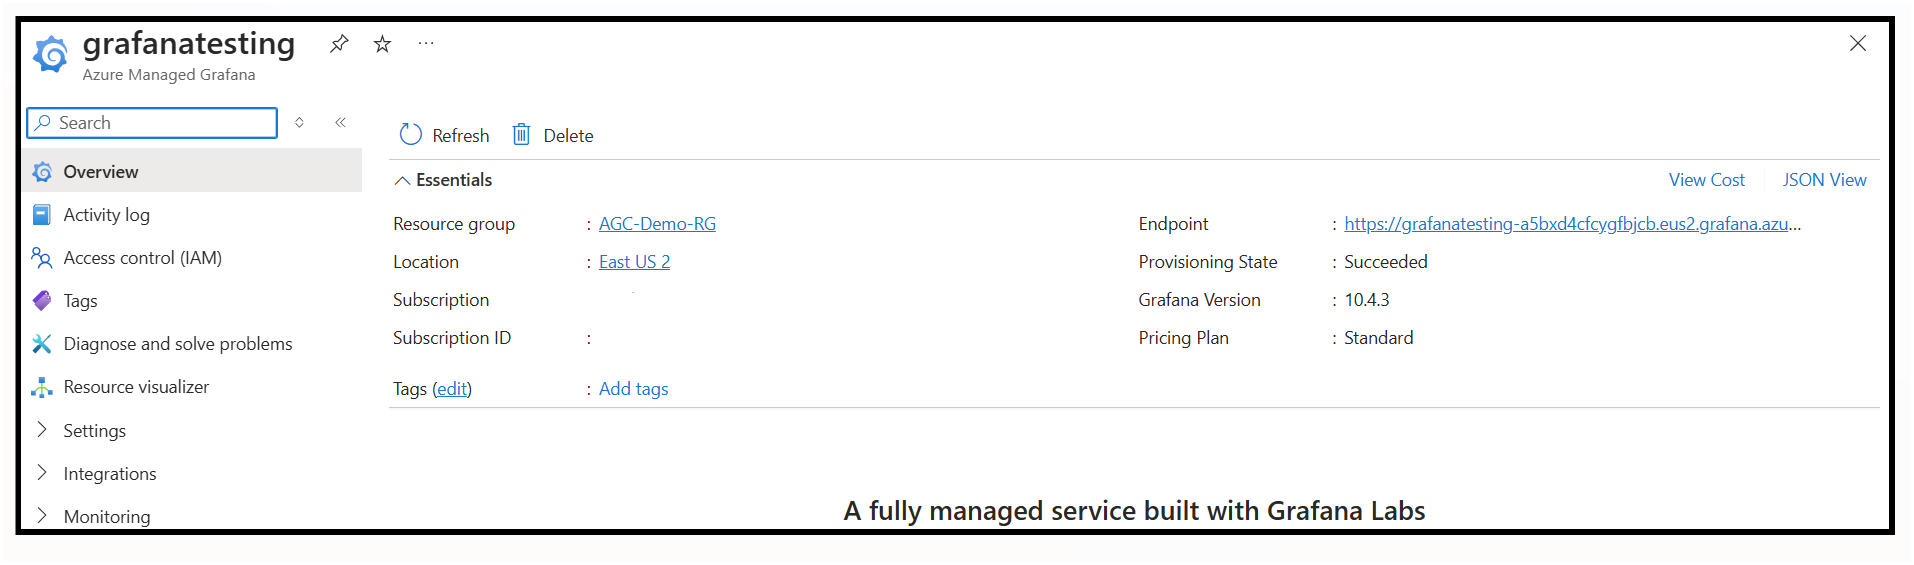 grafanatesting
Azure Managed Grafana
Search
Overview
Activity log
Access control (IAM)
Tags
Diagnose and solve problems
Resource visualizer
Settings
Integrations
Monitoring
Refresh Delete
Essentials
View Cost JSON View
Resource group : AGC-Demo-RG
Location : East US 2
Subscription
Subscription ID :
Tags (edit) : Add tags
Endpoint : https://grafanatesting-a5bxd4cfcygfbjcb.eus2.grafana.azu...
Provisioning State : Succeeded
Grafana Version : 10.4.3
Pricing Plan : Standard
A fully managed service built with Grafana Labs